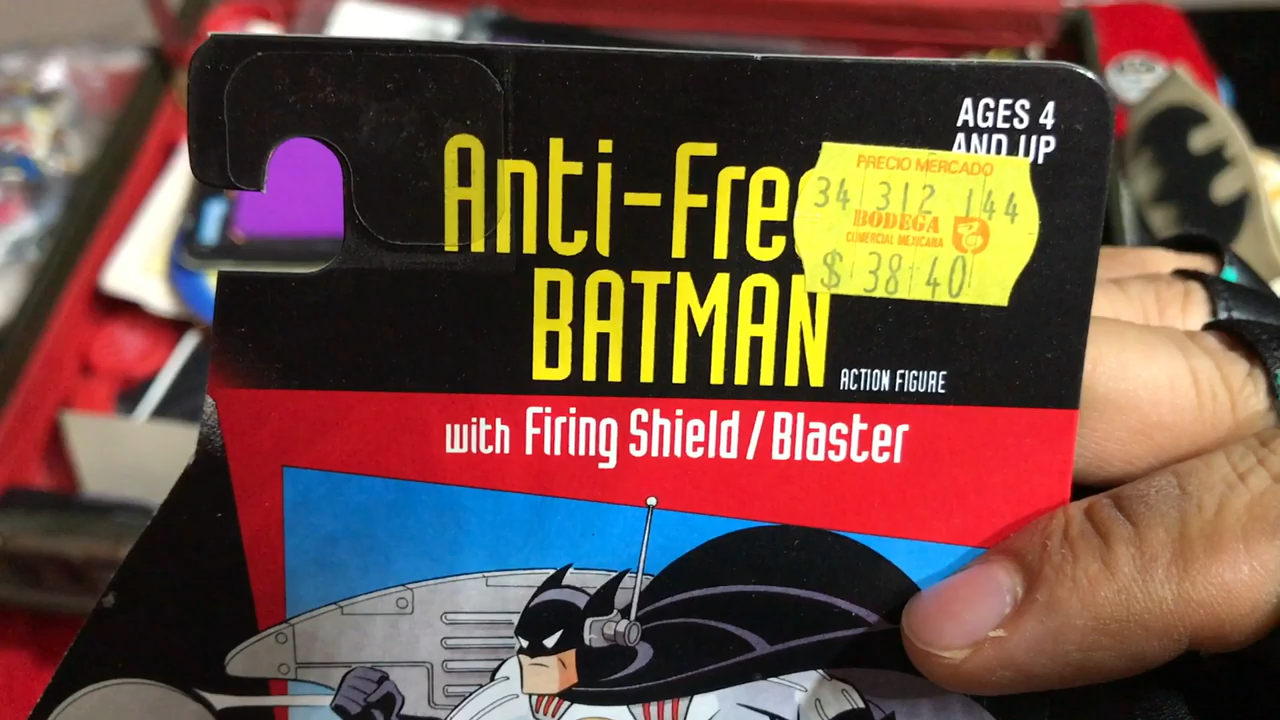 AGES 4
AND UP
PRECIO MERCADO
34 312 144
BODEGA
COMERCIAL MEXICANA
$ 38 40
Anti-Fre
BATMAN
ACTION FIGURE
with Firing Shield / Blaster